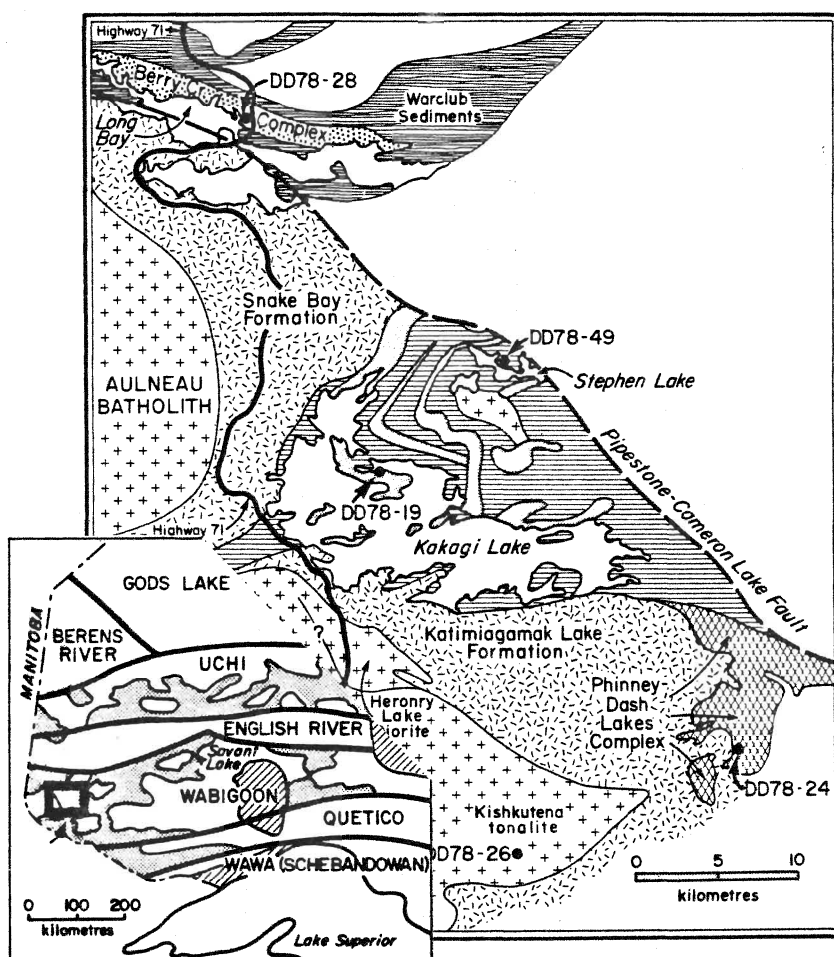 Highway 71
DD78-28
Berry Crk
Complex
Warclub
Sediments
Long
Bay
Snake Bay
Formation
DD78-49
Stephen Lake
AULNEAU
BATHOLITH
Pipestone-Cameron Lake Fault
DD78-19
Highway 71
Kakagi Lake
Katimiagamak Lake
Formation
?
Phinney
Dash
Lakes
Complex
Heronry
Lake
iorite
DD78-24
Kishkutena
tonalite
DD78-26
0 5 10
kilometres
GODS LAKE
MANITOBA
BERENS
RIVER
UCHI
ENGLISH RIVER
Savant
Lake
WABIGOON
QUETICO
WAWA (SCHEBANDOWAN)
0 100 200
kilometres
Lake Superior